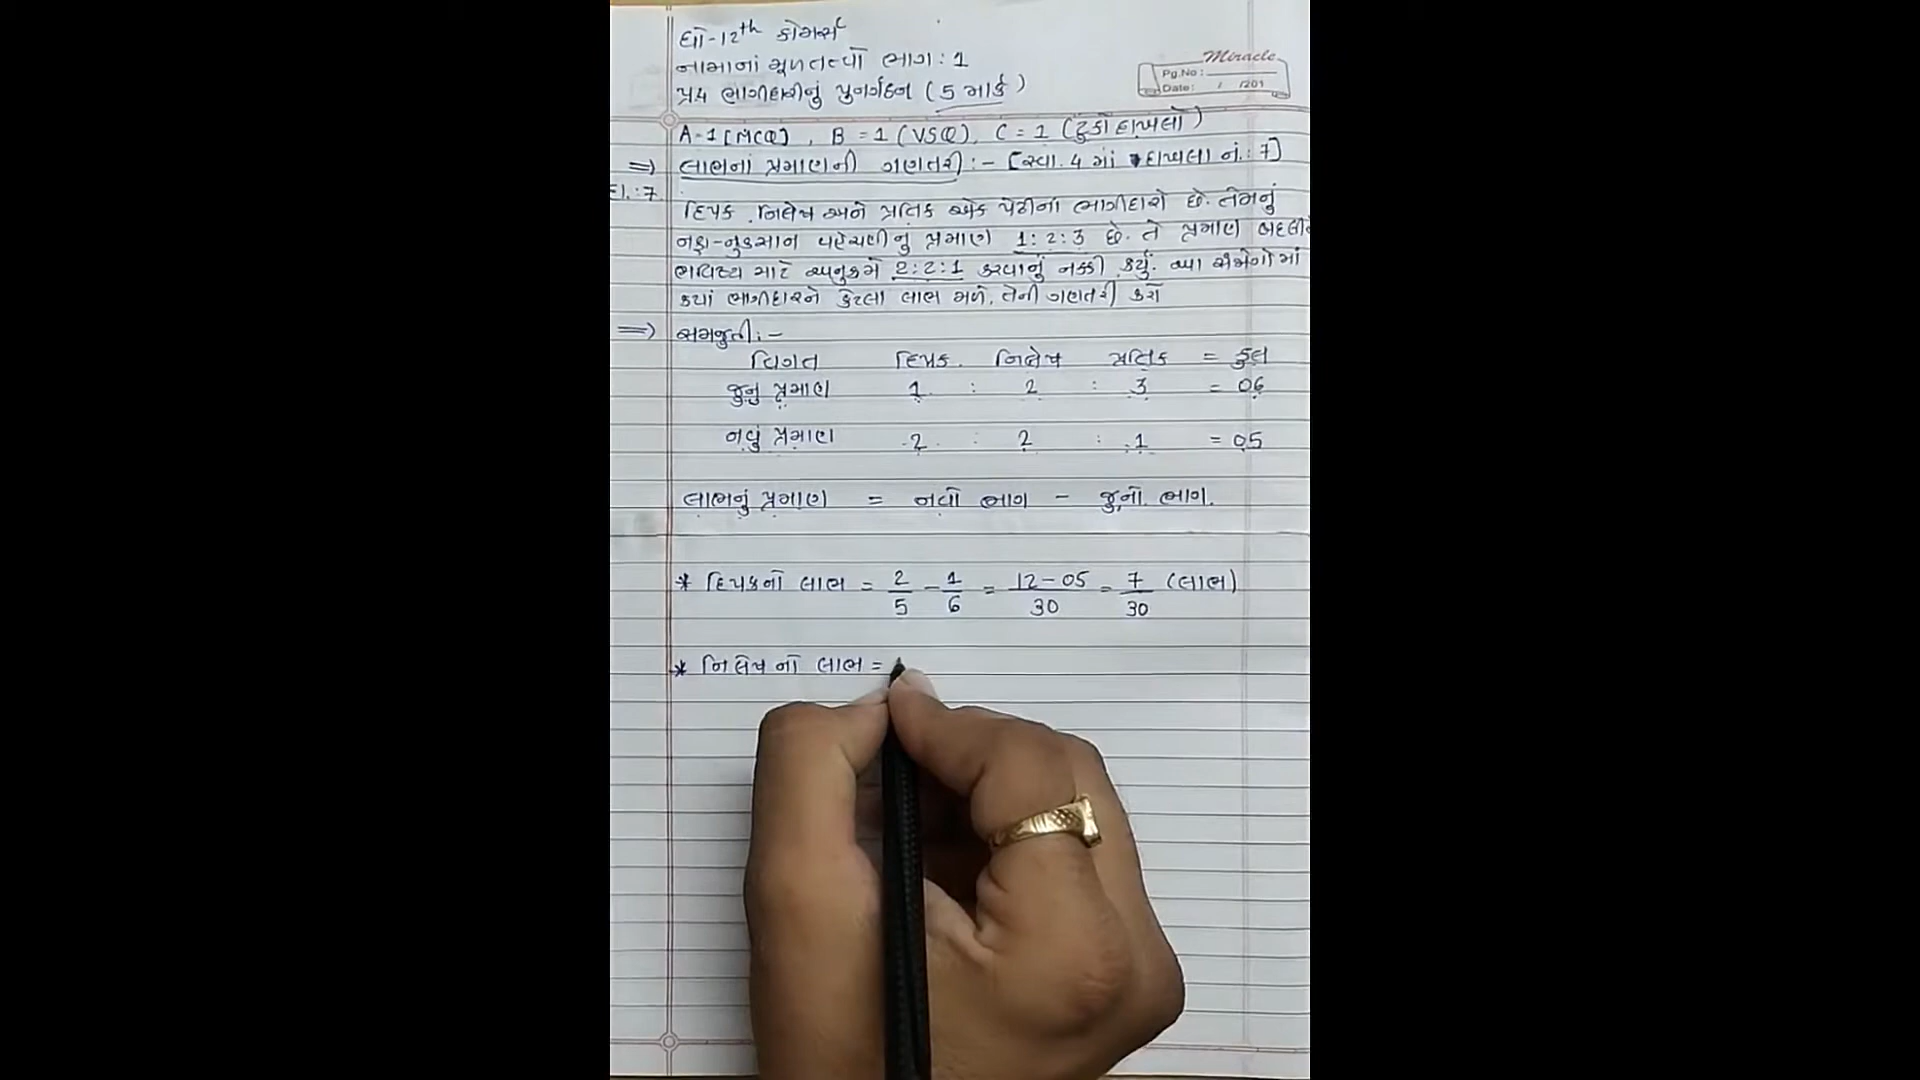 ધો-12th કોમર્સ
નામાનાં મૂળતત્વો ભાગ : 1
Miracle
Pg.No :
Date : / /201
પ્ર.4 ભાગીદારીનું પુનર્ગઠન ( 5 માર્ક )
A-1 [MCQ] , B = 1 (VSQ), C = 1 (ટુંકો દાખલો)
=> લાભનાં પ્રમાણની ગણતરી :- [સ્વા. 4 માં દાખલા નં. : 7]
દા. : 7
દિપક , નિલેષ અને પ્રતિક એક પેઢીના ભાગીદારો છે. તેમનું
નફા-નુકસાન વહેંચણીનુ પ્રમાણ 1 : 2 : 3 છે. તે પ્રમાણ બદલી
ભવિષ્ય માટે અનુક્રમે 2 : 2 : 1 કરવાનું નક્કી કર્યું. આ સંજોગોમાં
કયાં ભાગીદારને કેટલા લાભ મળે. તેની ગણતરી કરો
=> સમજુતી :-
વિગત દિપક . નિલેષ પ્રતિક = કુલ
જુનુ પ્રમાણ 1 : 2 : 3 = 06
નવું પ્રમાણ 2 : 2 : 1 = 05
લાભનું પ્રમાણ = નવો ભાગ - જુનો ભાગ.
* દિપકનો લાભ = 2/5 - 1/6 = 12-05/30 = 7/30 (લાભ)
* નિલેષ નો લાભ =